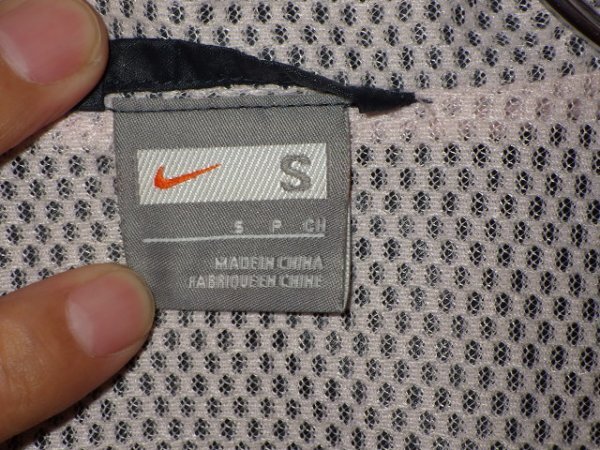 S
S P CH
MADE IN CHINA
FABRIQUE EN CHINE